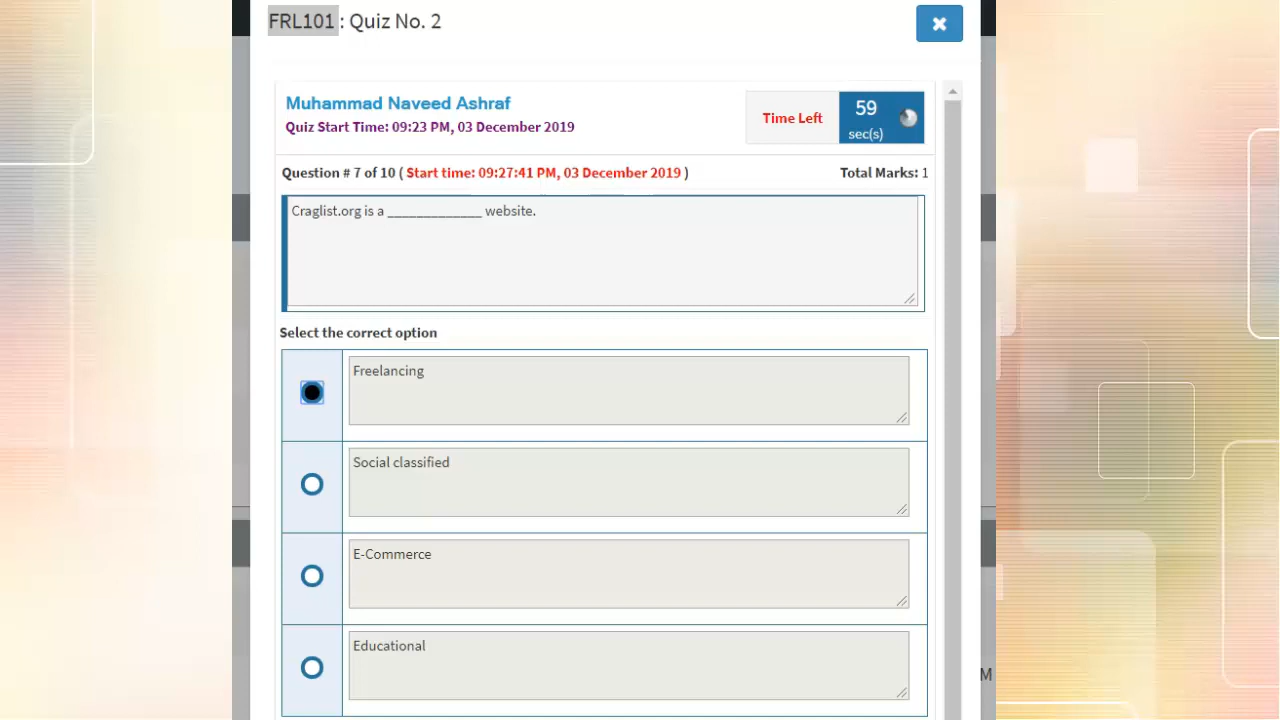 FRL101 : Quiz No. 2
Muhammad Naveed Ashraf
Quiz Start Time: 09:23 PM, 03 December 2019
Time Left
59
sec(s)
Question # 7 of 10 ( Start time: 09:27:41 PM, 03 December 2019 )
Total Marks: 1
Craglist.org is a _____________ website.
Select the correct option
Freelancing
Social classified
E-Commerce
Educational
M